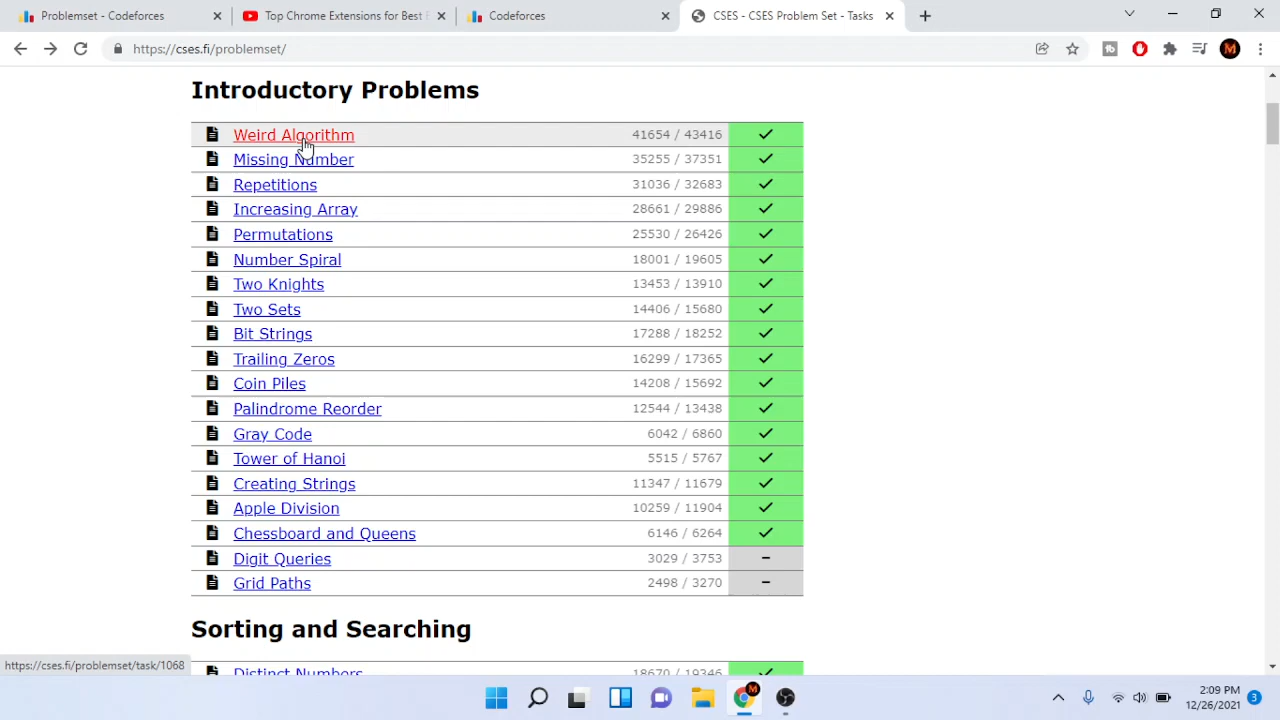 Problemset - Codeforces
Top Chrome Extensions for Best
Codeforces
CSES - CSES Problem Set - Tasks
https://cses.fi/problemset/
M
Introductory Problems
Weird Algorithm 41654 / 43416
Missing Number 35255 / 37351
Repetitions 31036 / 32683
Increasing Array 28661 / 29886
Permutations 25530 / 26426
Number Spiral 18001 / 19605
Two Knights 13453 / 13910
Two Sets 14406 / 15680
Bit Strings 17288 / 18252
Trailing Zeros 16299 / 17365
Coin Piles 14208 / 15692
Palindrome Reorder 12544 / 13438
Gray Code 6042 / 6860
Tower of Hanoi 5515 / 5767
Creating Strings 11347 / 11679
Apple Division 10259 / 11904
Chessboard and Queens 6146 / 6264
Digit Queries 3029 / 3753 –
Grid Paths 2498 / 3270 –
Sorting and Searching
Distinct Numbers 18670 / 19346
https://cses.fi/problemset/task/1068
M
2:09 PM
12/26/2021
3